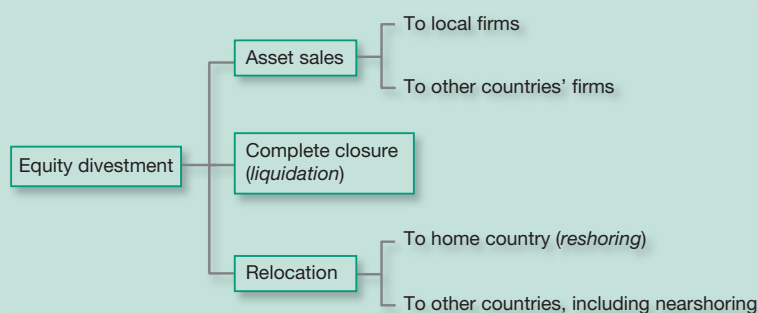 To local firms
Asset sales
To other countries' firms
Equity divestment
Complete closure
(liquidation)
To home country (reshoring)
Relocation
To other countries, including nearshoring